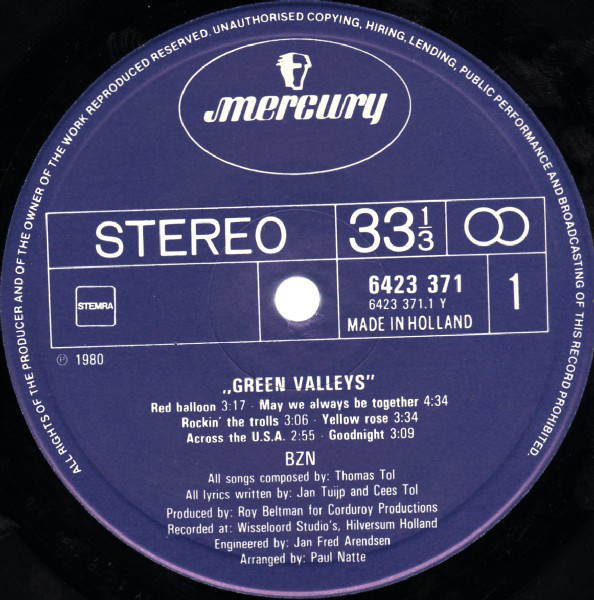 ALL RIGHTS OF THE PRODUCER AND OF THE OWNER OF THE WORK REPRODUCED RESERVED. UNAUTHORISED COPYING, HIRING, LENDING, PUBLIC PERFORMANCE AND BROADCASTING OF THIS RECORD PROHIBITED.
mercury
STEREO 33 1/3
STEMRA
6423 371
6423 371.1 Y
MADE IN HOLLAND
1
℗ 1980
„GREEN VALLEYS"
Red balloon 3:17 · May we always be together 4:34
Rockin' the trolls 3:06 · Yellow rose 3:34
Across the U.S.A. 2:55 · Goodnight 3:09
BZN
All songs composed by: Thomas Tol
All lyrics written by: Jan Tuijp and Cees Tol
Produced by: Roy Beltman for Corduroy Productions
Recorded at: Wisseloord Studio's, Hilversum Holland
Engineered by: Jan Fred Arendsen
Arranged by: Paul Natte